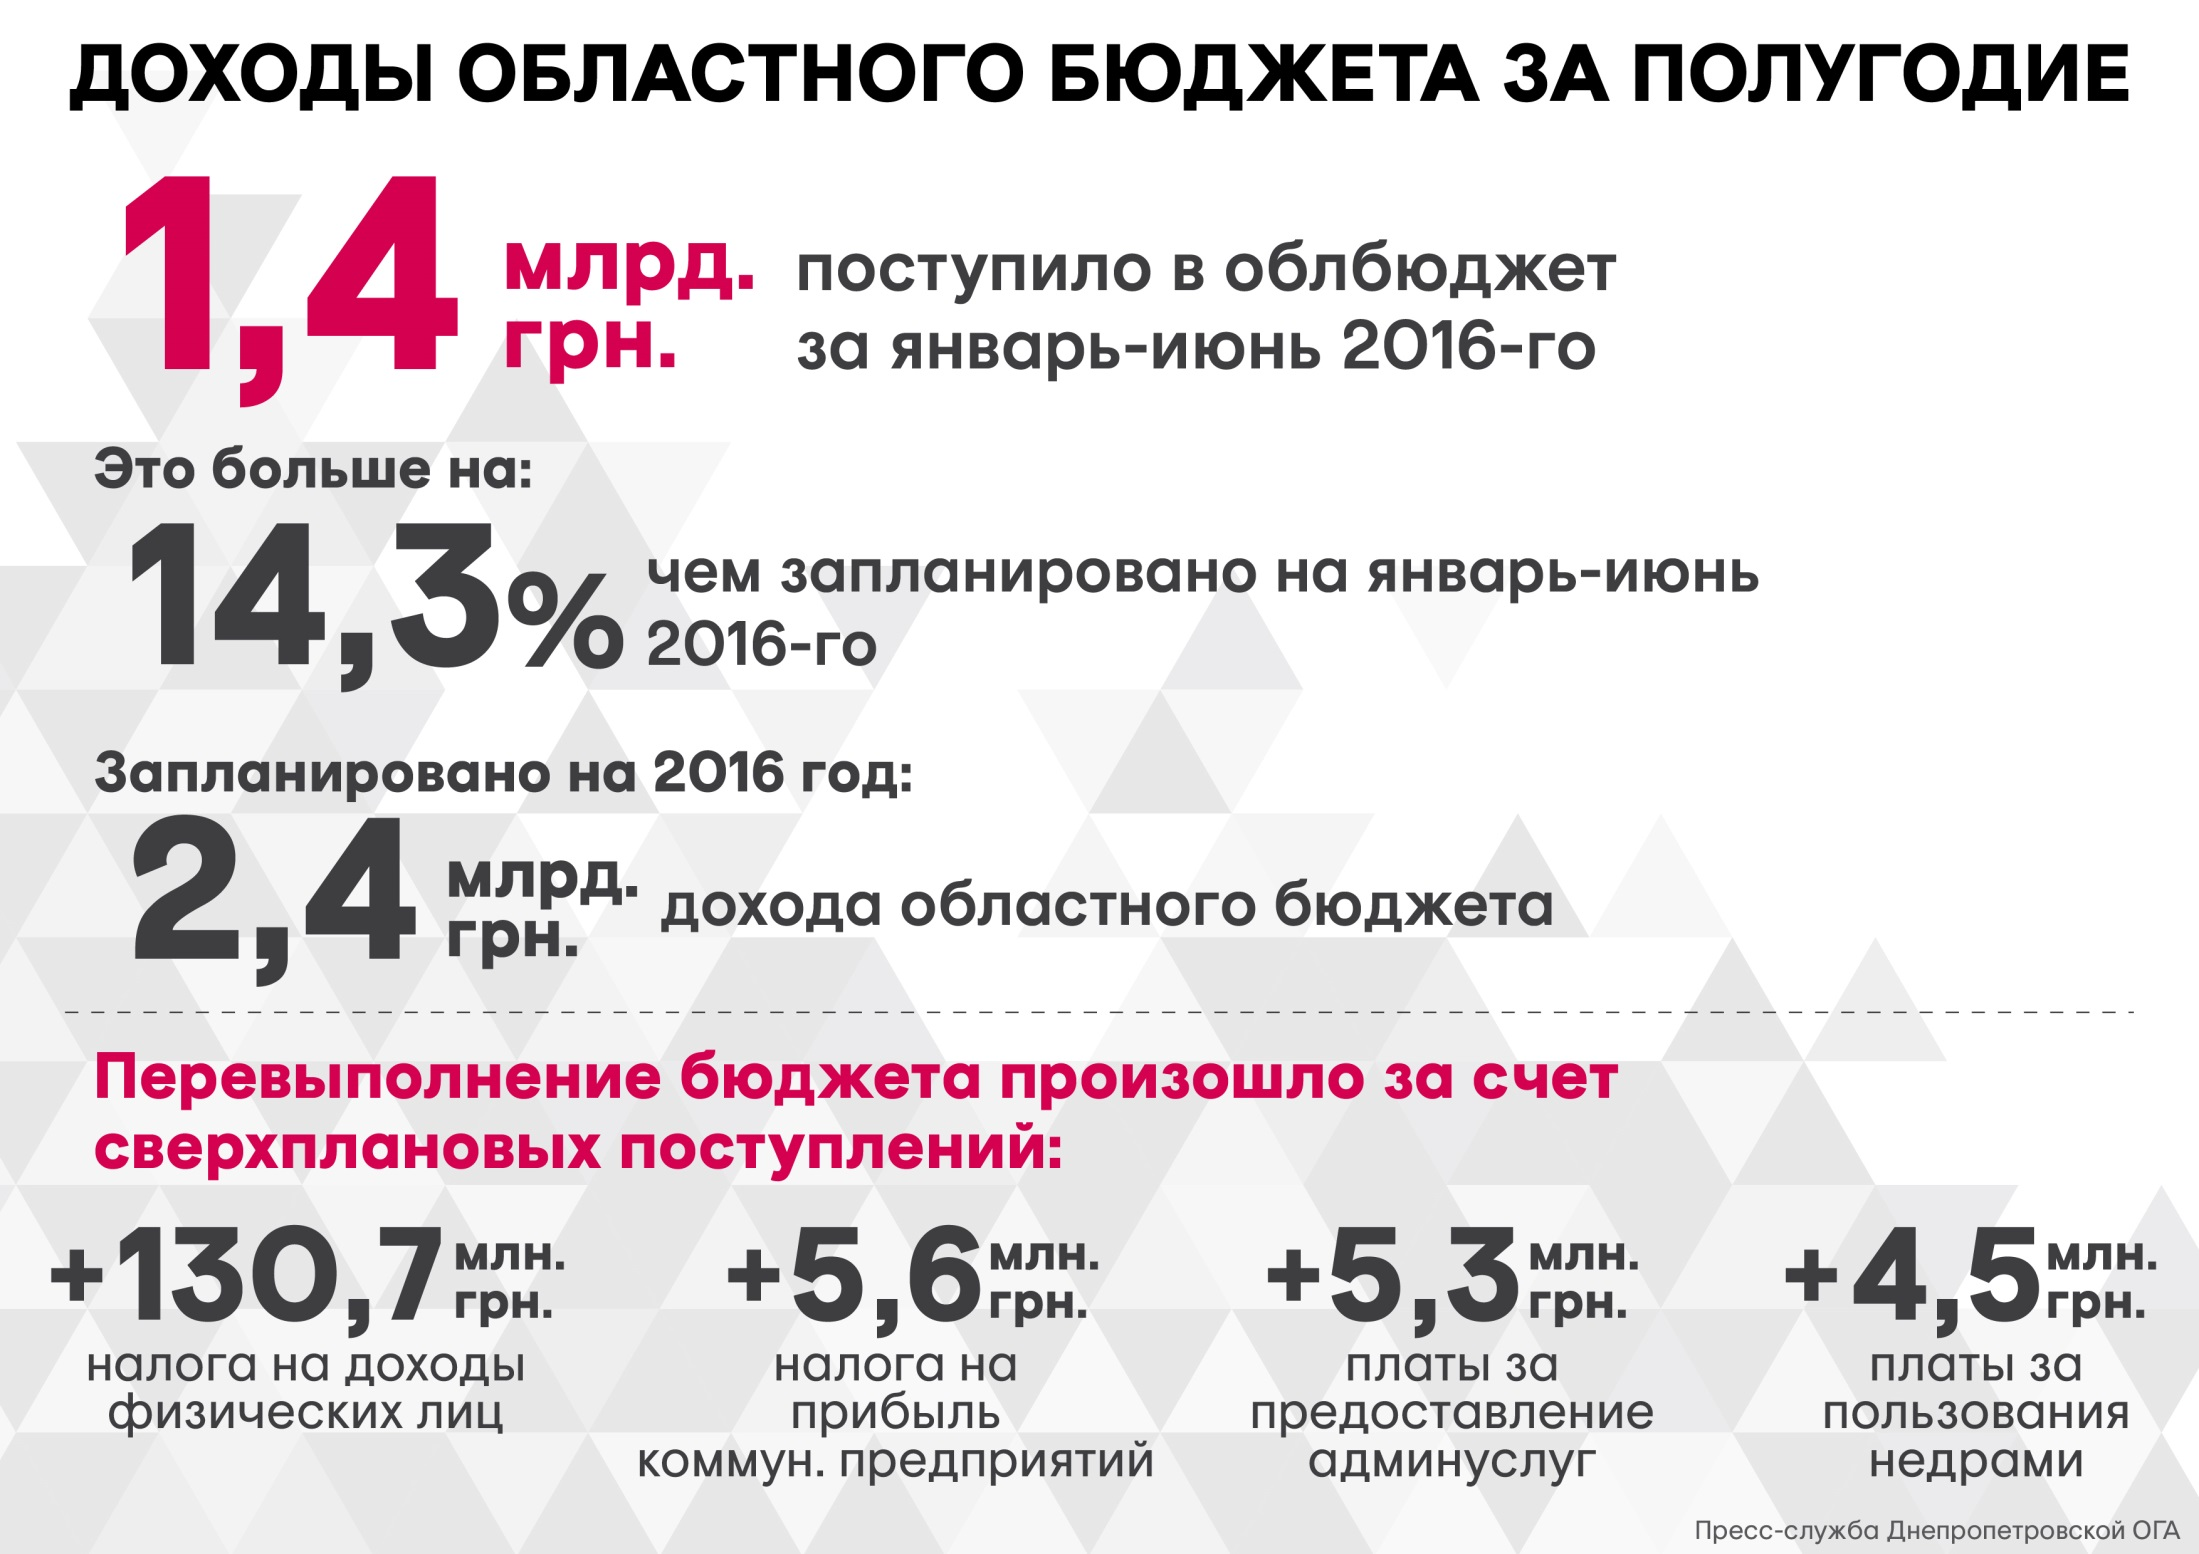 ДОХОДЫ ОБЛАСТНОГО БЮДЖЕТА ЗА ПОЛУГОДИЕ
1,4 млрд. грн. поступило в облбюджет
за январь-июнь 2016-го
Это больше на:
14,3% чем запланировано на январь-июнь
2016-го
Запланировано на 2016 год:
2,4 млрд. грн. дохода областного бюджета
Перевыполнение бюджета произошло за счет
сверхплановых поступлений:
+130,7 млн. грн.
налога на доходы
физических лиц
+5,6 млн. грн.
налога на
прибыль
коммун. предприятий
+5,3 млн. грн.
платы за
предоставление
админуслуг
+4,5 млн. грн.
платы за
пользования
недрами
Пресс-служба Днепропетровской ОГА